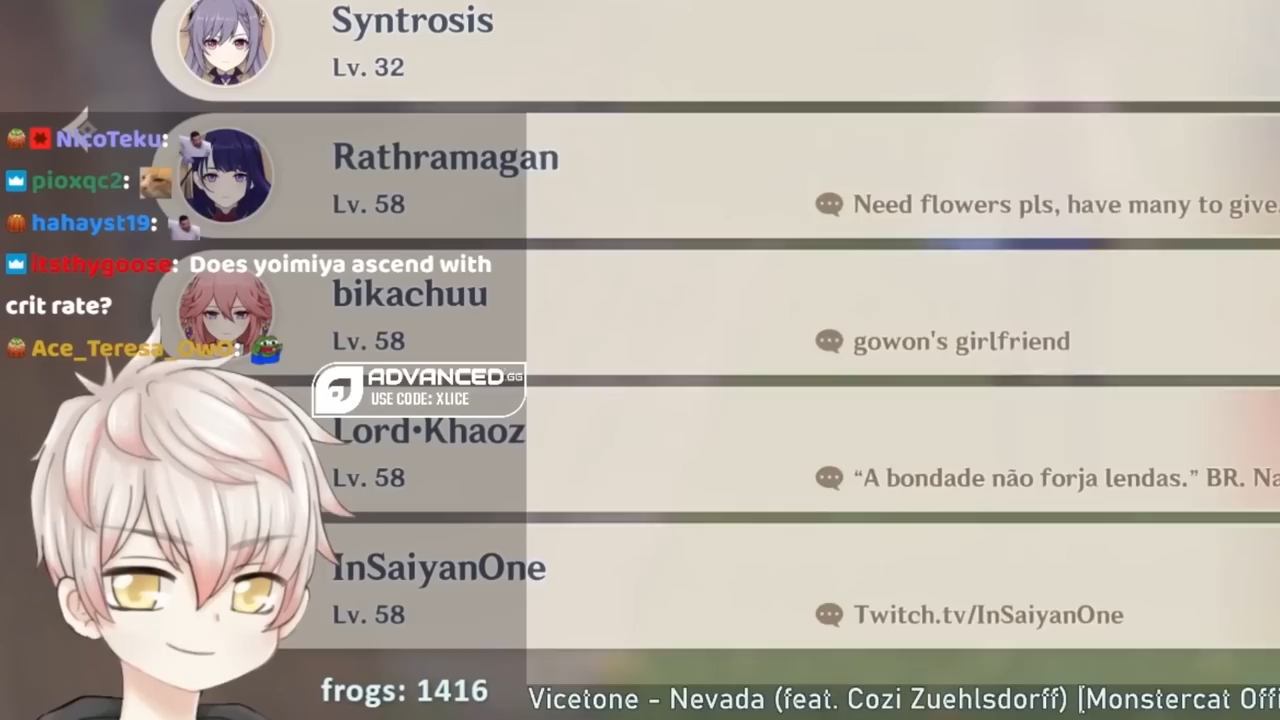 Syntrosis
Lv. 32
NicoTeku:
Rathramagan
pioxqc2:
Lv. 58
Need flowers pls, have many to give.
hahayst19:
itsthygoose: Does yoimiya ascend with
crit rate?
bikachuu
Lv. 58
gowon's girlfriend
Ace_Teresa_OwO:
ADVANCED GG
USE CODE: XLICE
Lord•Khaoz
Lv. 58
“A bondade não forja lendas.” BR. Na
InSaiyanOne
Lv. 58
Twitch.tv/InSaiyanOne
frogs: 1416
Vicetone - Nevada (feat. Cozi Zuehlsdorff) [Monstercat Offi